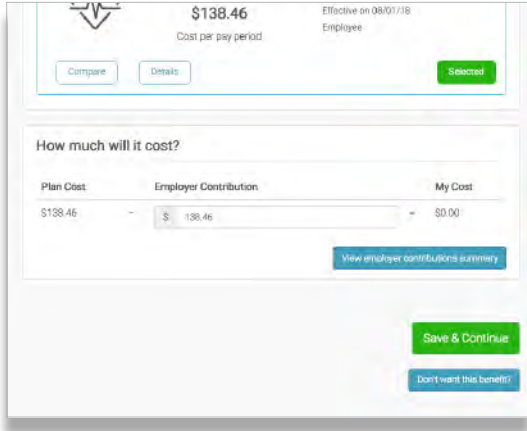 $138.46
Cost per pay period
Effective on 08/01/18
Employee
Compare
Details
Selected
How much will it cost?
Plan Cost
Employer Contribution
My Cost
$138.46
-
$
138.46
=
$0.00
View employer contributions summary
Save & Continue
Don't want this benefit?